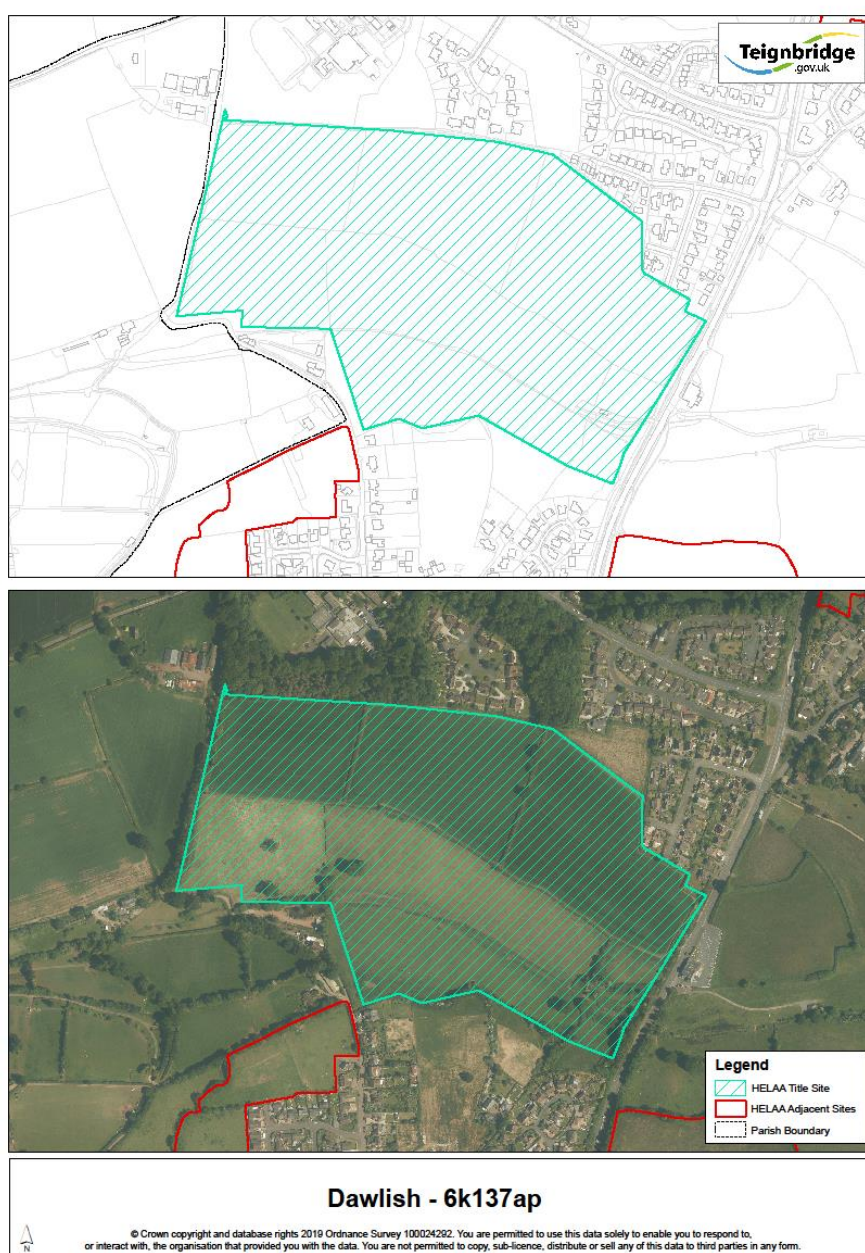 Teignbridge
.gov.uk
Legend
HELAA Title Site
HELAA Adjacent Sites
Parish Boundary
Dawlish - 6k137ap
N
© Crown copyright and database rights 2019 Ordnance Survey 100024292. You are permitted to use this data solely to enable you to respond to,
or interact with, the organisation that provided you with the data. You are not permitted to copy, sub-licence, distribute or sell any of this data to third parties in any form.